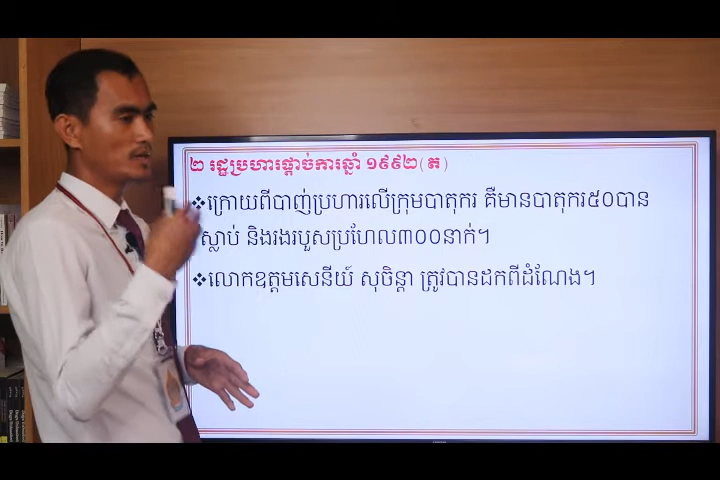 ២ រដ្ឋប្រហារផ្តាច់ការឆ្នាំ ១៩៩២(ត)
❖ក្រោយពីបាញ់ប្រហារលើក្រុមបាតុករ គឺមានបាតុករ៥០បាន
ស្លាប់ និងរងរបួសប្រហែល៣០០នាក់។
❖លោកឧត្តមសេនីយ៍ សុចិន្តា ត្រូវបានដកពីដំណែង។